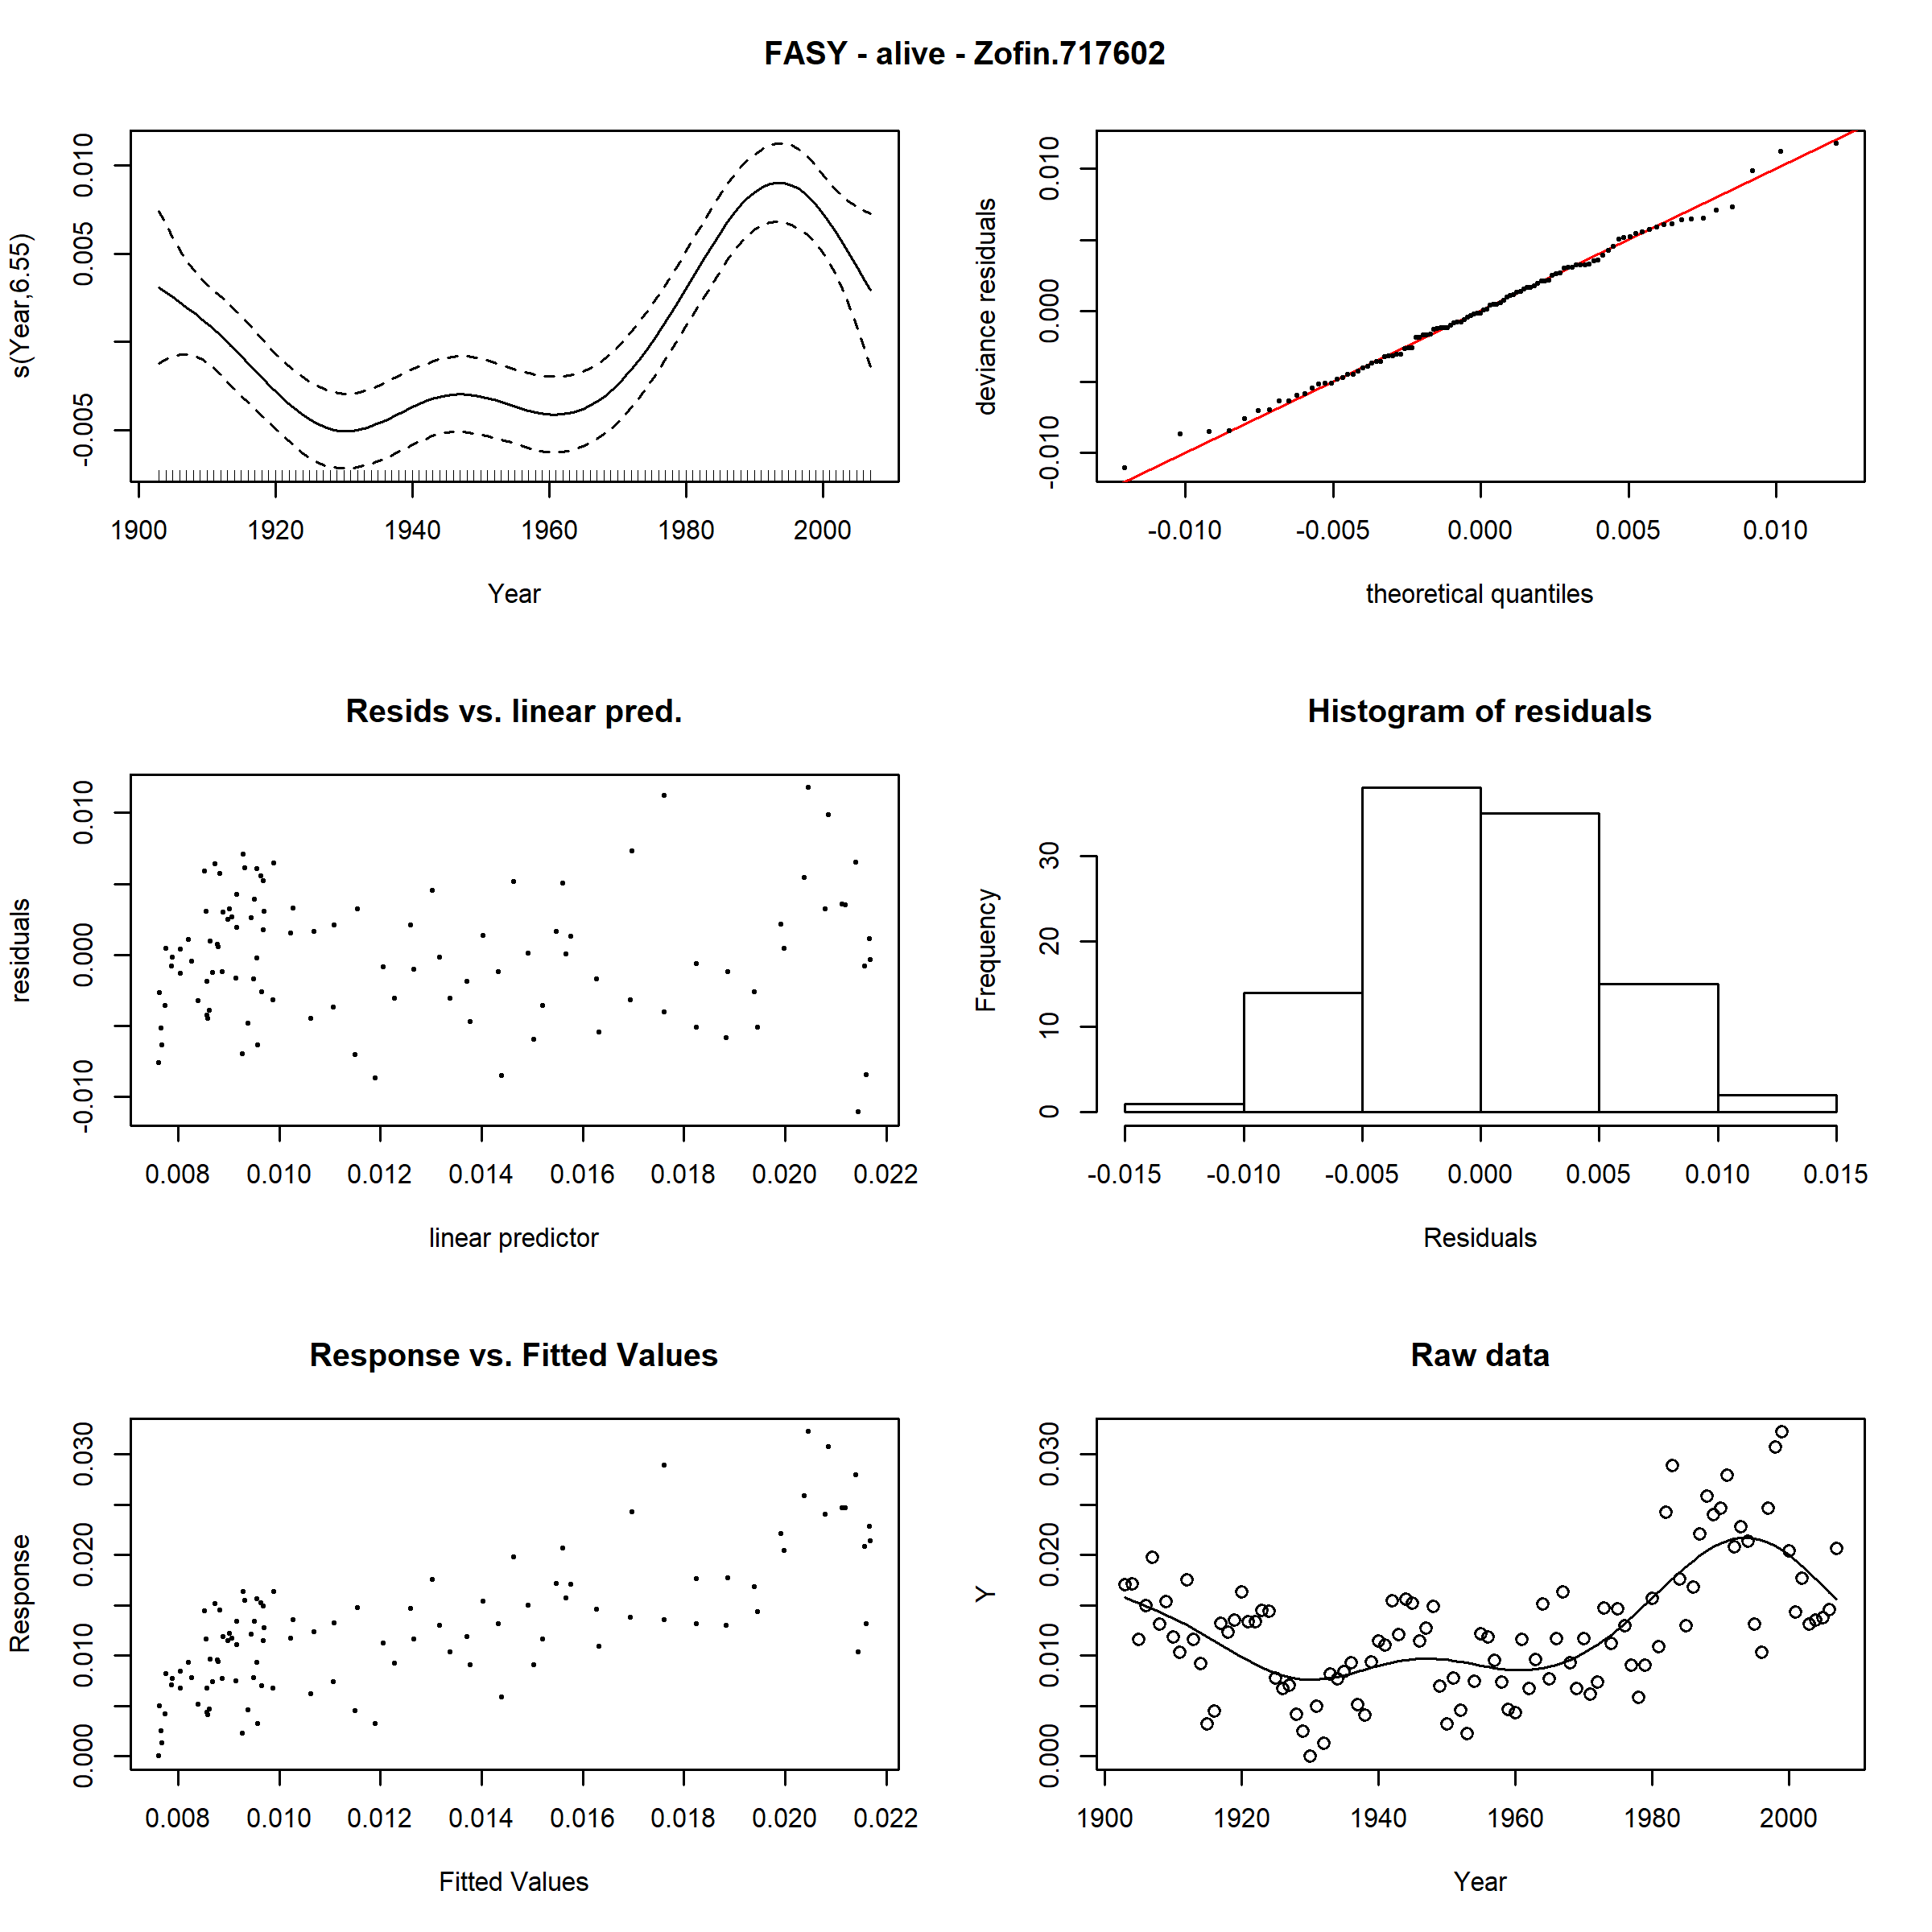 FASY - alive - Zofin.717602
s(Year,6.55)
-0.005 0.005 0.010
1900 1920 1940 1960 1980 2000
Year
deviance residuals
-0.010 0.000 0.010
-0.010 -0.005 0.000 0.005 0.010
theoretical quantiles
Resids vs. linear pred.
residuals
-0.010 0.000 0.010
0.008 0.010 0.012 0.014 0.016 0.018 0.020 0.022
linear predictor
Histogram of residuals
Frequency
0 10 20 30
-0.015 -0.010 -0.005 0.000 0.005 0.010 0.015
Residuals
Response vs. Fitted Values
Response
0.000 0.010 0.020 0.030
0.008 0.010 0.012 0.014 0.016 0.018 0.020 0.022
Fitted Values
Raw data
Y
0.000 0.010 0.020 0.030
1900 1920 1940 1960 1980 2000
Year